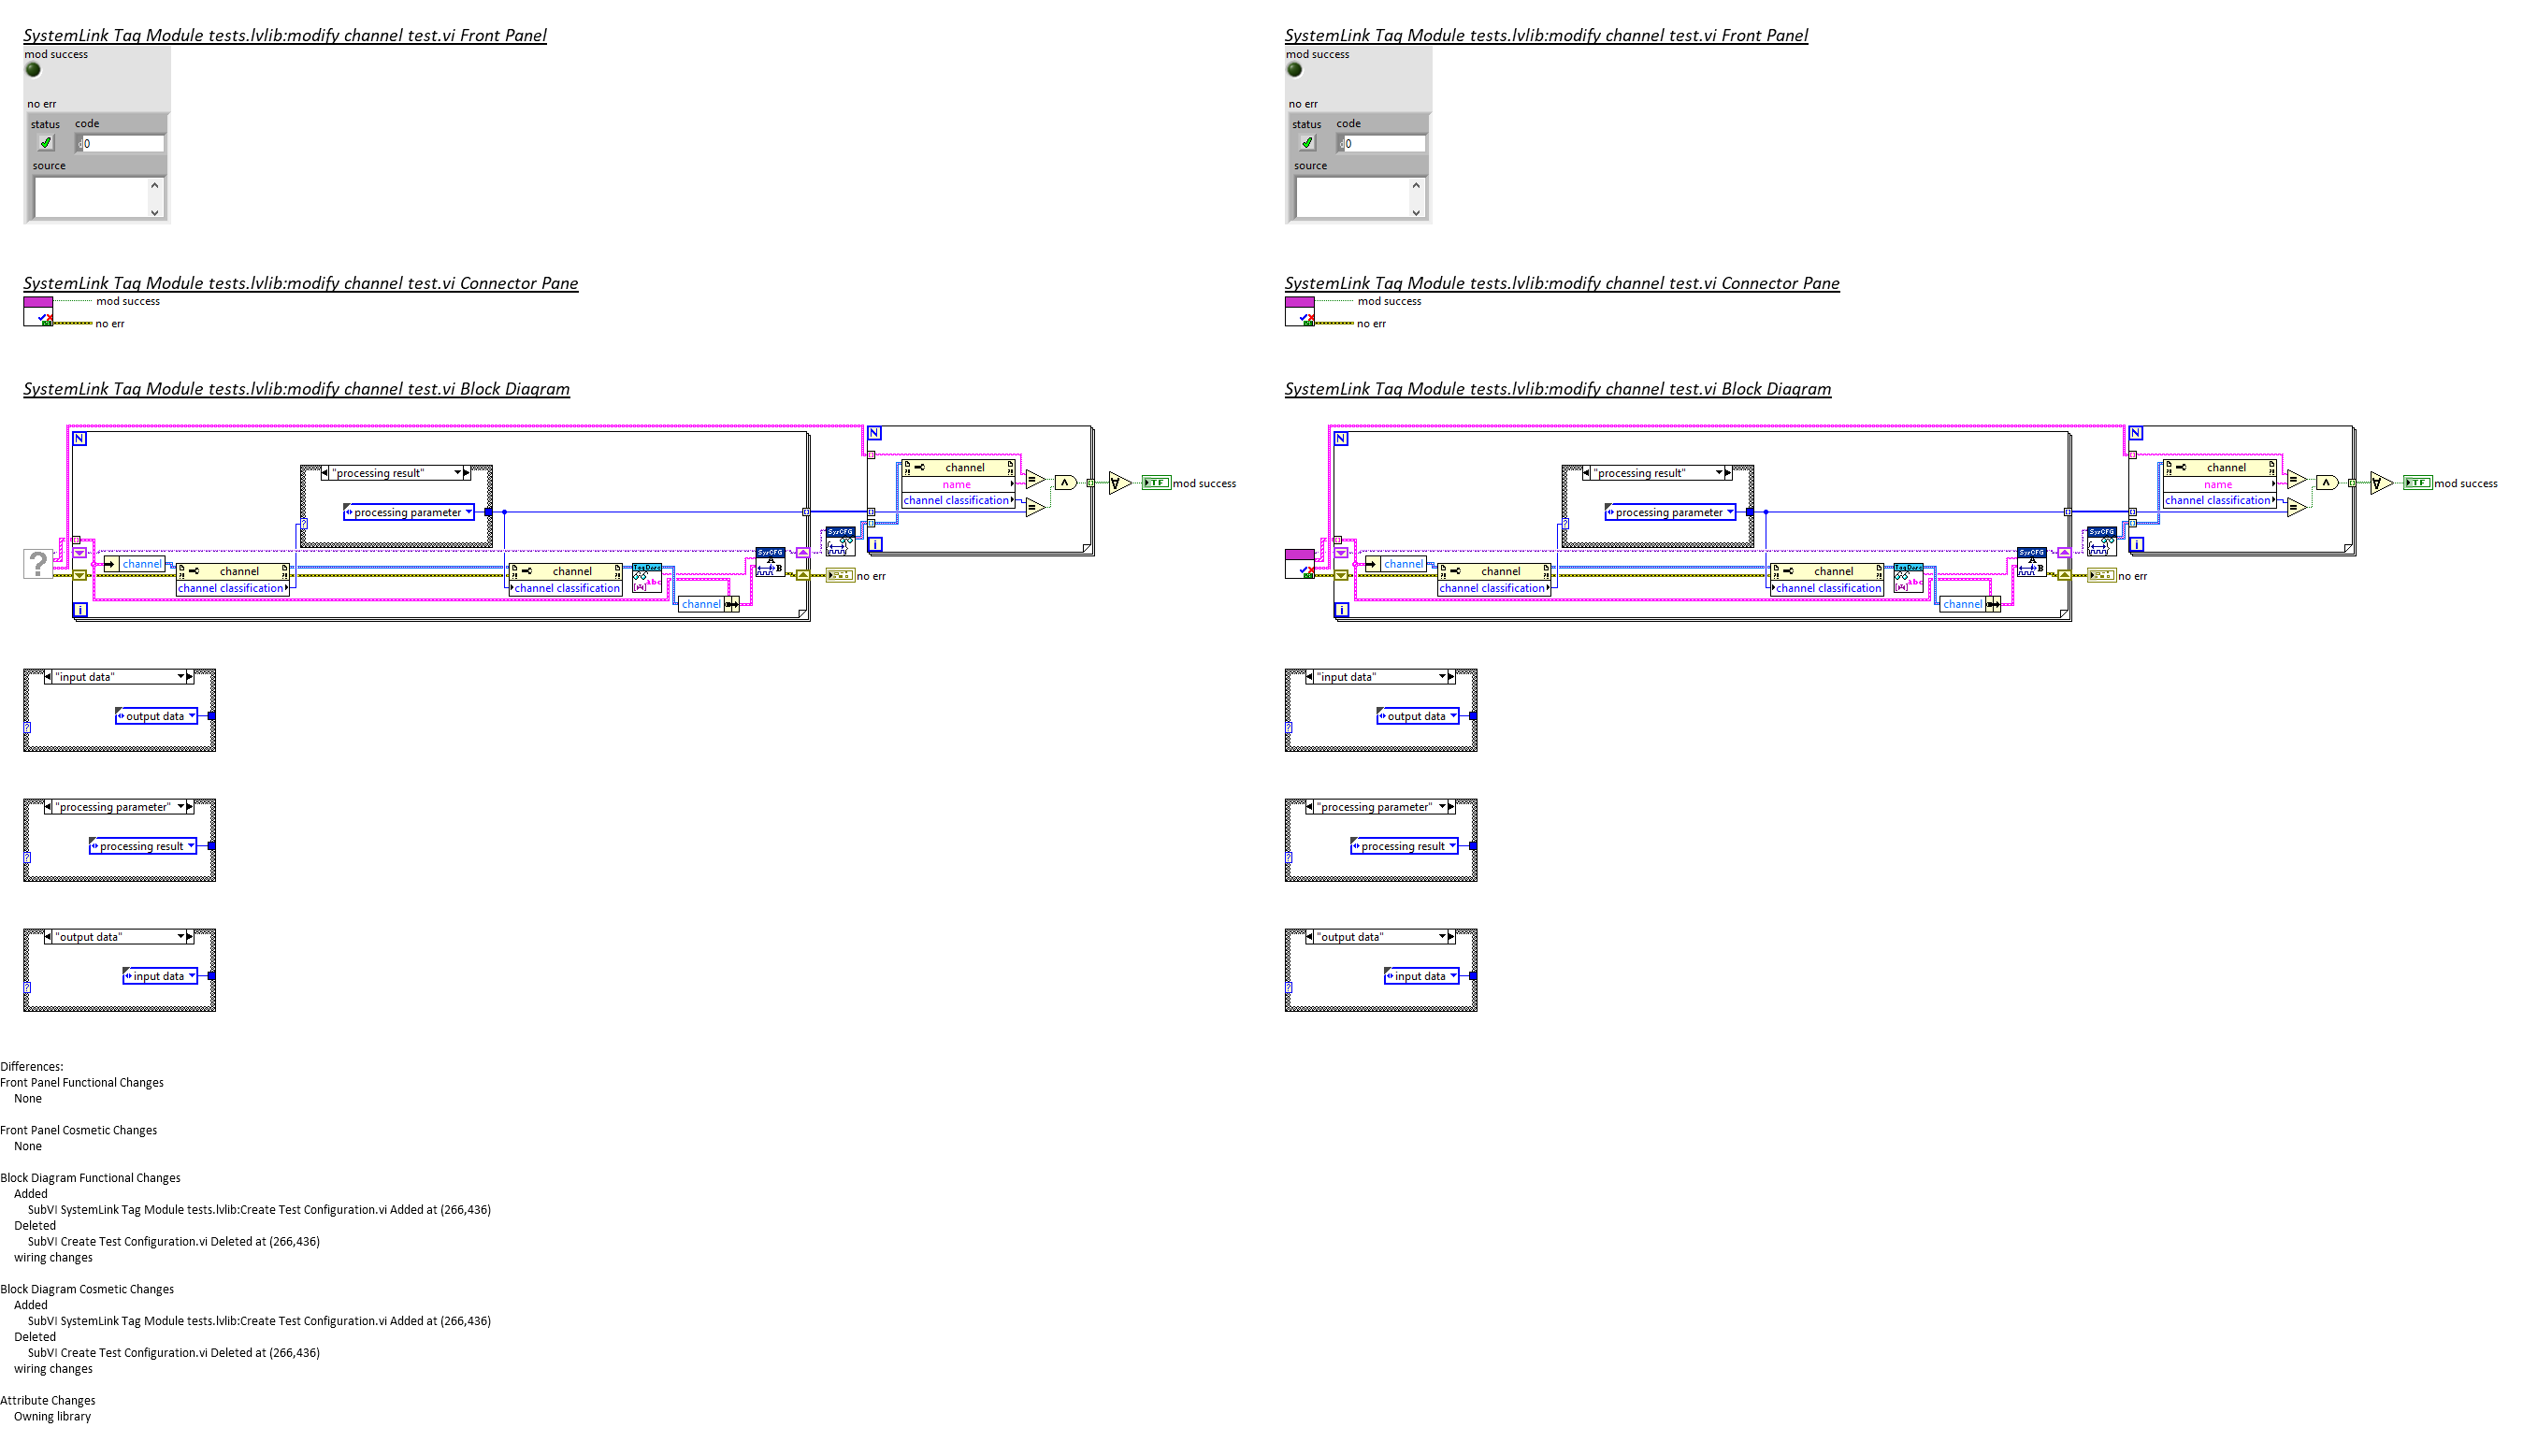 SystemLink Tag Module tests.lvlib:modify channel test.vi Front Panel
mod success
no err
status code
0
source
SystemLink Tag Module tests.lvlib:modify channel test.vi Connector Pane
mod success
no err
SystemLink Tag Module tests.lvlib:modify channel test.vi Block Diagram
N
"processing result"
processing parameter
?
N
channel
name
channel classification
i
mod success
?
channel
channel
channel classification
channel
channel classification
TagDesc
abc
channel
SysCFG
A
B
SysCFG
no err
i
"input data"
output data
?
"processing parameter"
processing result
?
"output data"
input data
?
SystemLink Tag Module tests.lvlib:modify channel test.vi Front Panel
mod success
no err
status code
0
source
SystemLink Tag Module tests.lvlib:modify channel test.vi Connector Pane
mod success
no err
SystemLink Tag Module tests.lvlib:modify channel test.vi Block Diagram
N
"processing result"
processing parameter
?
N
channel
name
channel classification
i
TF
mod success
channel
channel
channel classification
channel
channel classification
TagDesc
abc
channel
SysCFG
A
B
SysCFG
no err
i
"input data"
output data
?
"processing parameter"
processing result
?
"output data"
input data
?
Differences:
Front Panel Functional Changes
None
Front Panel Cosmetic Changes
None
Block Diagram Functional Changes
Added
SubVI SystemLink Tag Module tests.lvlib:Create Test Configuration.vi Added at (266,436)
Deleted
SubVI Create Test Configuration.vi Deleted at (266,436)
wiring changes
Block Diagram Cosmetic Changes
Added
SubVI SystemLink Tag Module tests.lvlib:Create Test Configuration.vi Added at (266,436)
Deleted
SubVI Create Test Configuration.vi Deleted at (266,436)
wiring changes
Attribute Changes
Owning library